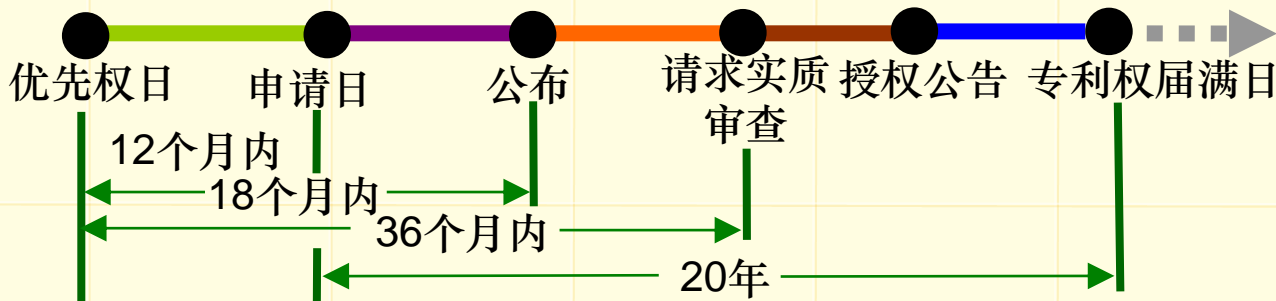 优先权日
申请日
公布
请求实质
审查
授权公告
专利权届满日
12个月内
18个月内
36个月内
20年